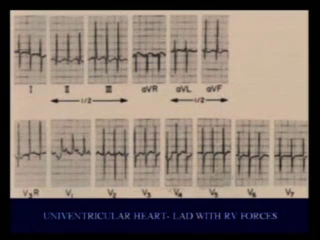 I II III aVR aVL aVF
1/2 1/2
V3R V1 V2 V3 V4 V5 V6 V7
UNIVENTRICULAR HEART- LAD WITH RV FORCES